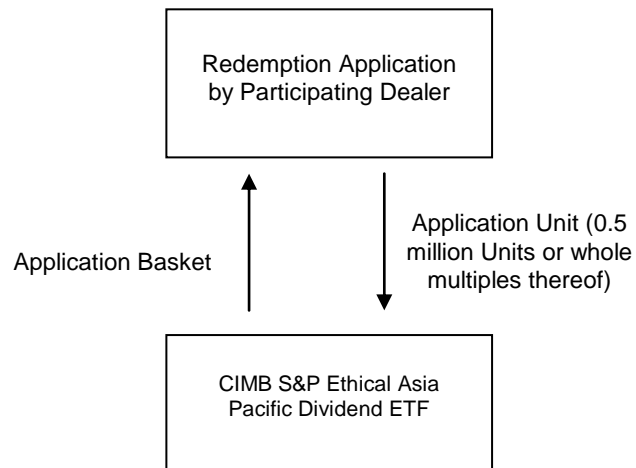 Redemption Application
by Participating Dealer
Application Basket
Application Unit (0.5
million Units or whole
multiples thereof)
CIMB S&P Ethical Asia
Pacific Dividend ETF